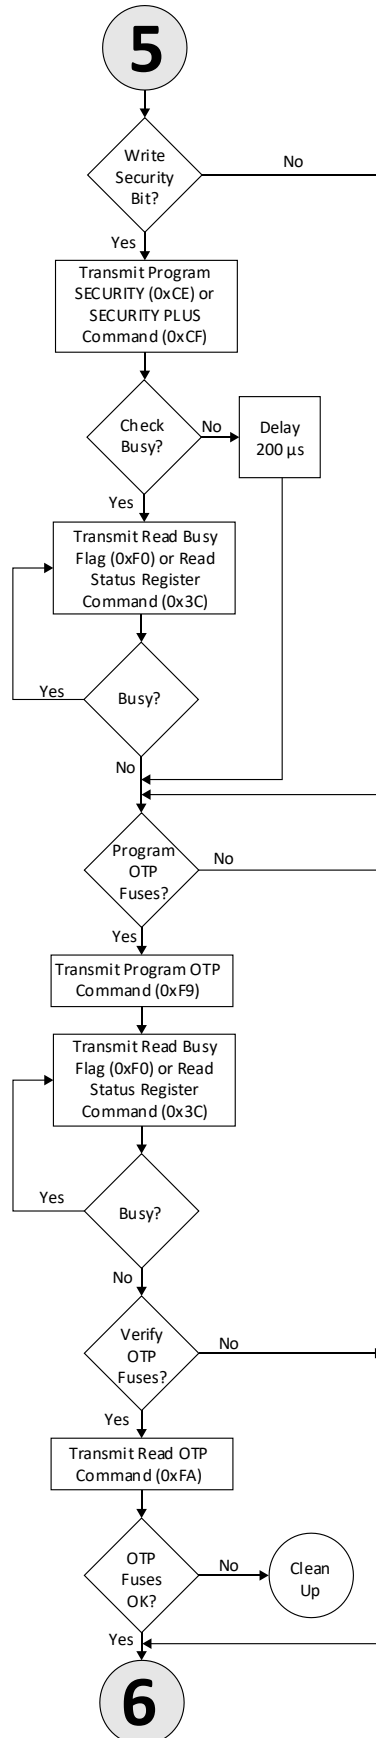 5
Write
Security
Bit?
No
Yes
Transmit Program
SECURITY (0xCE) or
SECURITY PLUS
Command (0xCF)
Check
Busy?
No
Delay
200 µs
Yes
Transmit Read Busy
Flag (0xF0) or Read
Status Register
Command (0x3C)
Yes
Busy?
No
Program
OTP
Fuses?
No
Yes
Transmit Program OTP
Command (0xF9)
Transmit Read Busy
Flag (0xF0) or Read
Status Register
Command (0x3C)
Yes
Busy?
No
Verify
OTP
Fuses?
No
Yes
Transmit Read OTP
Command (0xFA)
OTP
Fuses
OK?
No
Clean
Up
Yes
6